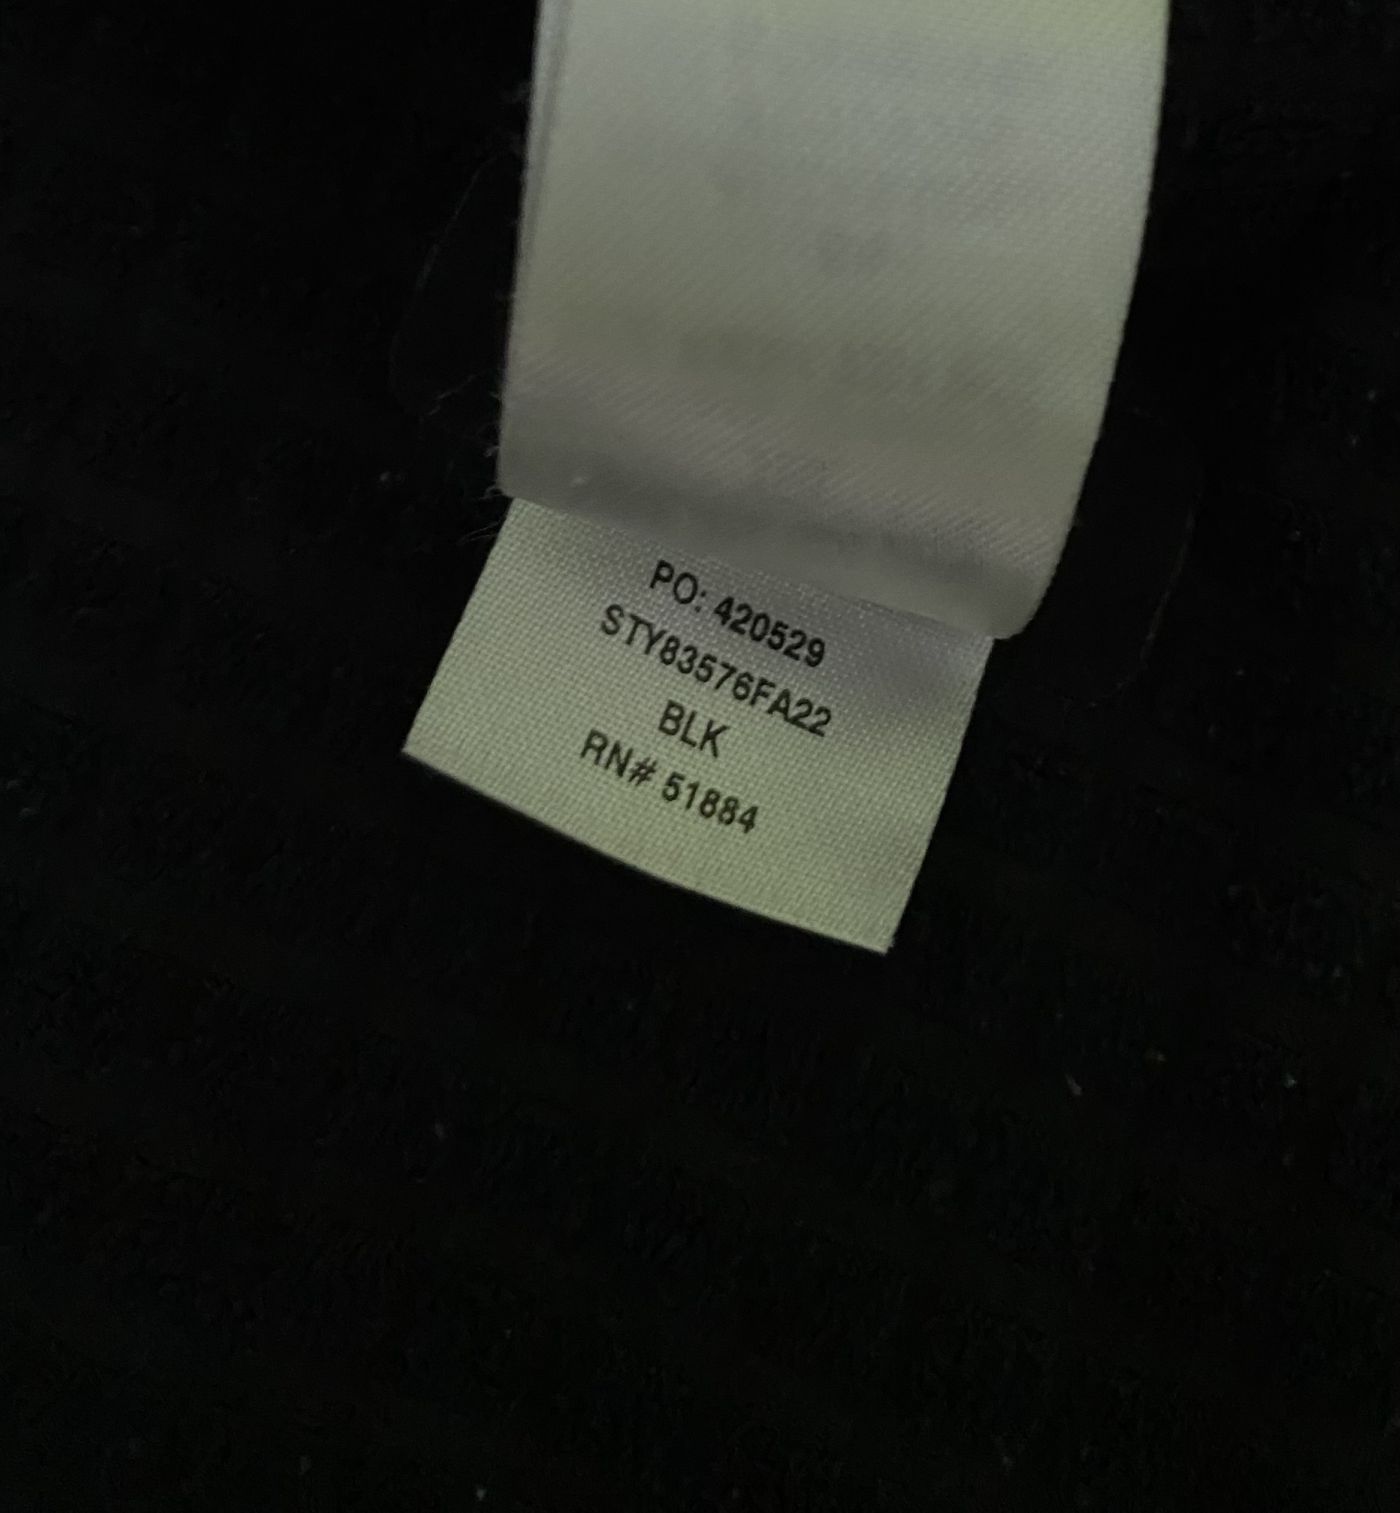 PO: 420529
STY83576FA22
BLK
RN# 51884